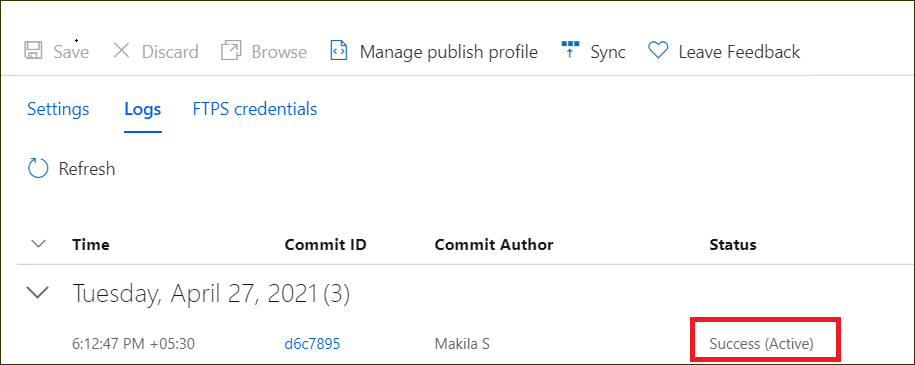 Save Discard Browse Manage publish profile Sync Leave Feedback
Settings Logs FTPS credentials
Refresh
Time Commit ID Commit Author Status
Tuesday, April 27, 2021 (3)
6:12:47 PM +05:30 d6c7895 Makila S Success (Active)